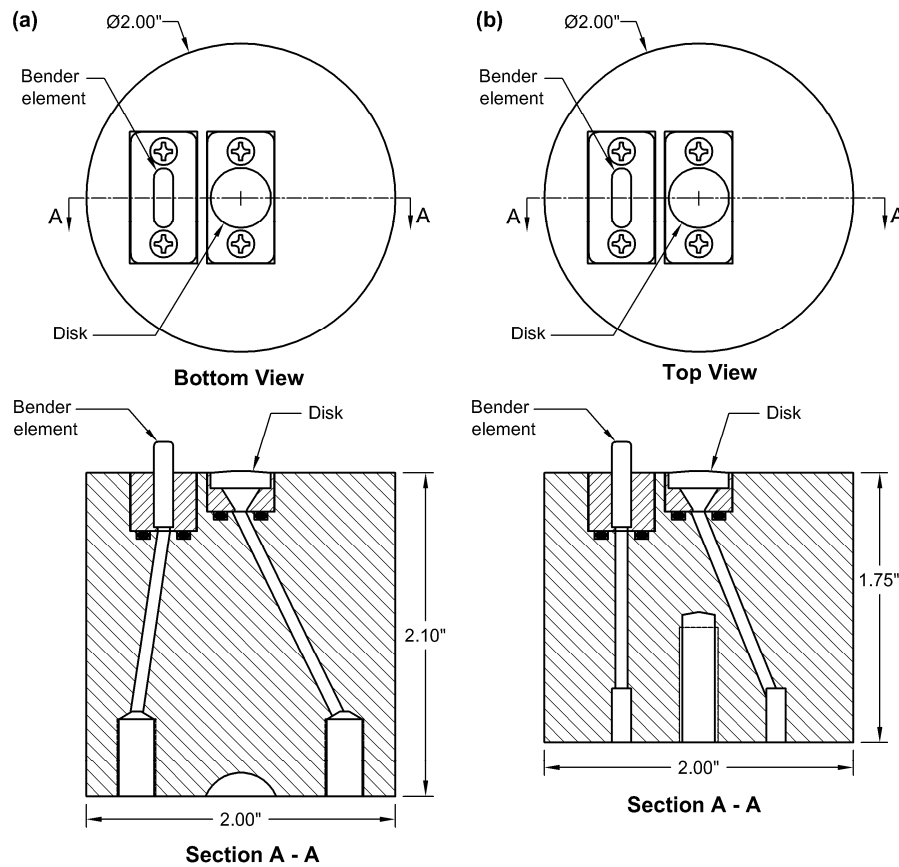 (a)
Ø2.00"
Bender
element
A
A
Disk
Bottom View
Bender
element
Disk
2.10"
2.00"
Section A - A
(b)
Ø2.00"
Bender
element
A
A
Disk
Top View
Bender
element
Disk
1.75"
2.00"
Section A - A